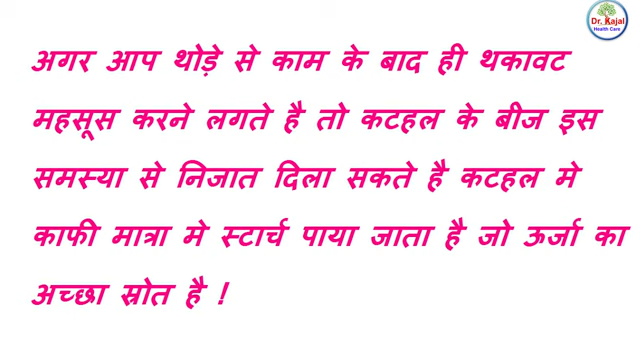 Dr. Kajal
Health Care
अगर आप थोड़े से काम के बाद ही थकावट
महसूस करने लगते है तो कटहल के बीज इस
समस्या से निजात दिला सकते है कटहल मे
काफी मात्रा मे स्टार्च पाया जाता है जो ऊर्जा का
अच्छा स्रोत है !